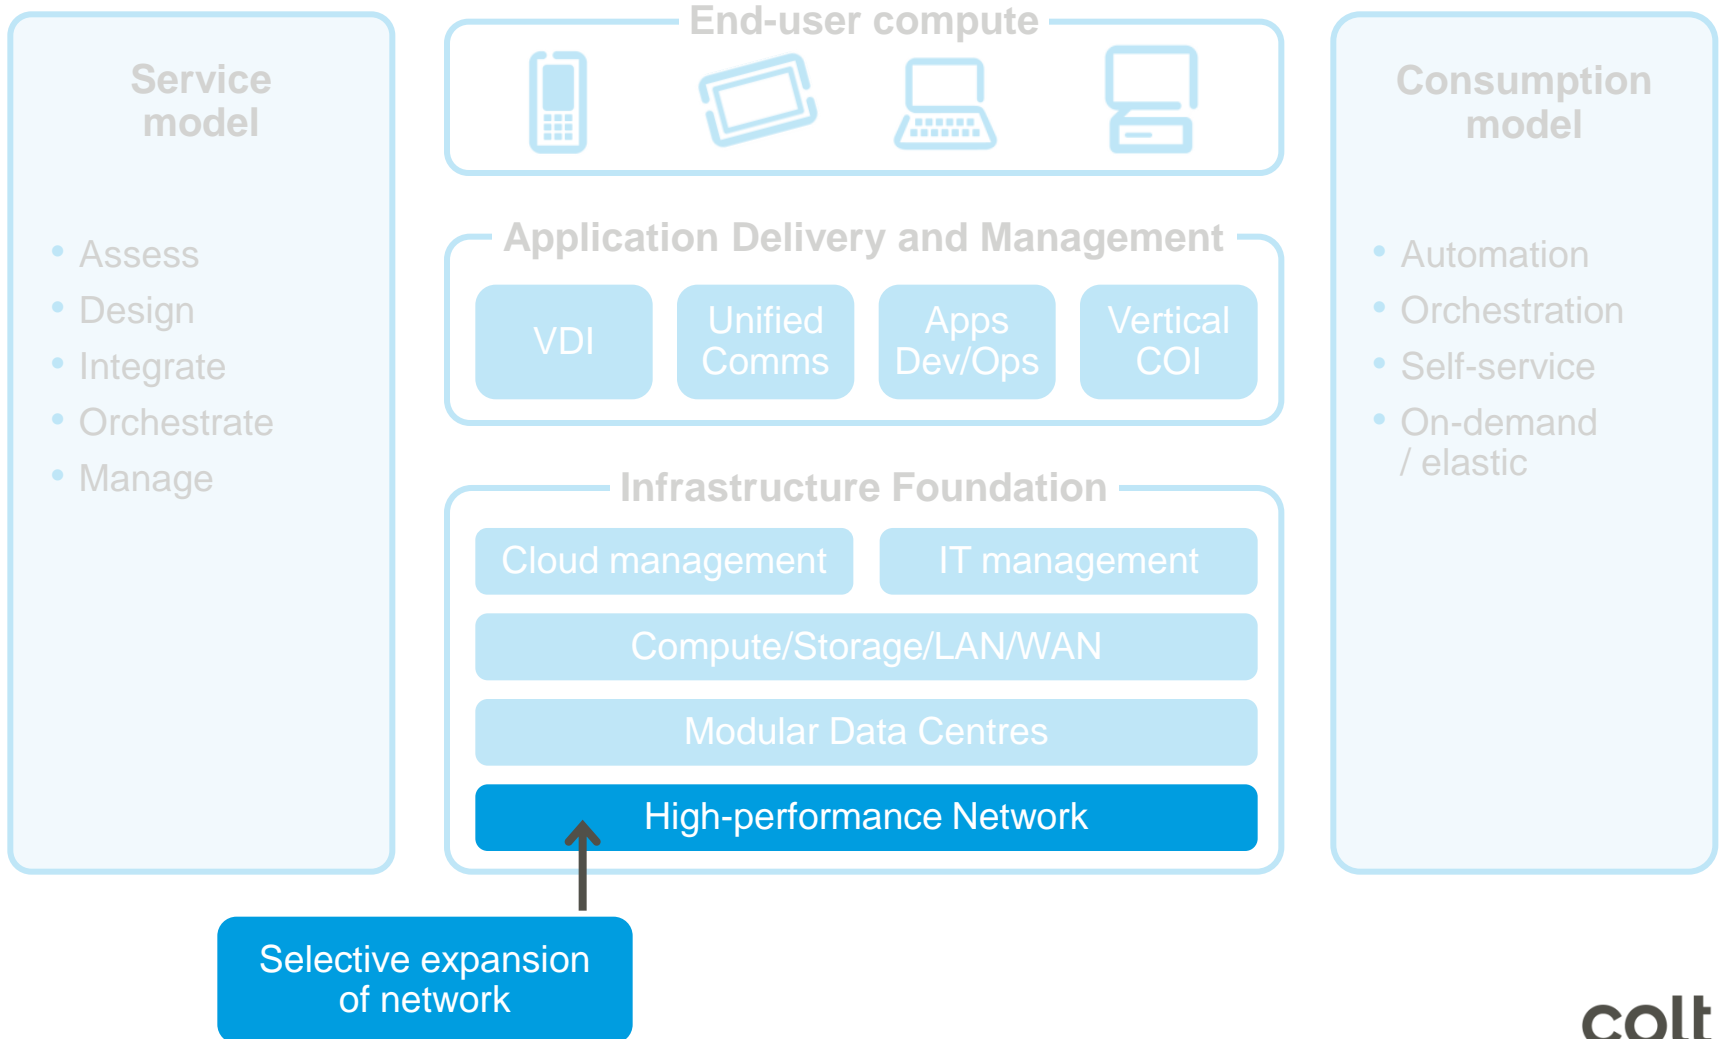 Service
model
• Assess
• Design
• Integrate
• Orchestrate
• Manage
End-user compute
Application Delivery and Management
VDI
Unified
Comms
Apps
Dev/Ops
Vertical
COI
Infrastructure Foundation
Cloud management
IT management
Compute/Storage/LAN/WAN
Modular Data Centres
High-performance Network
Selective expansion
of network
Consumption
model
• Automation
• Orchestration
• Self-service
• On-demand
/ elastic
colt